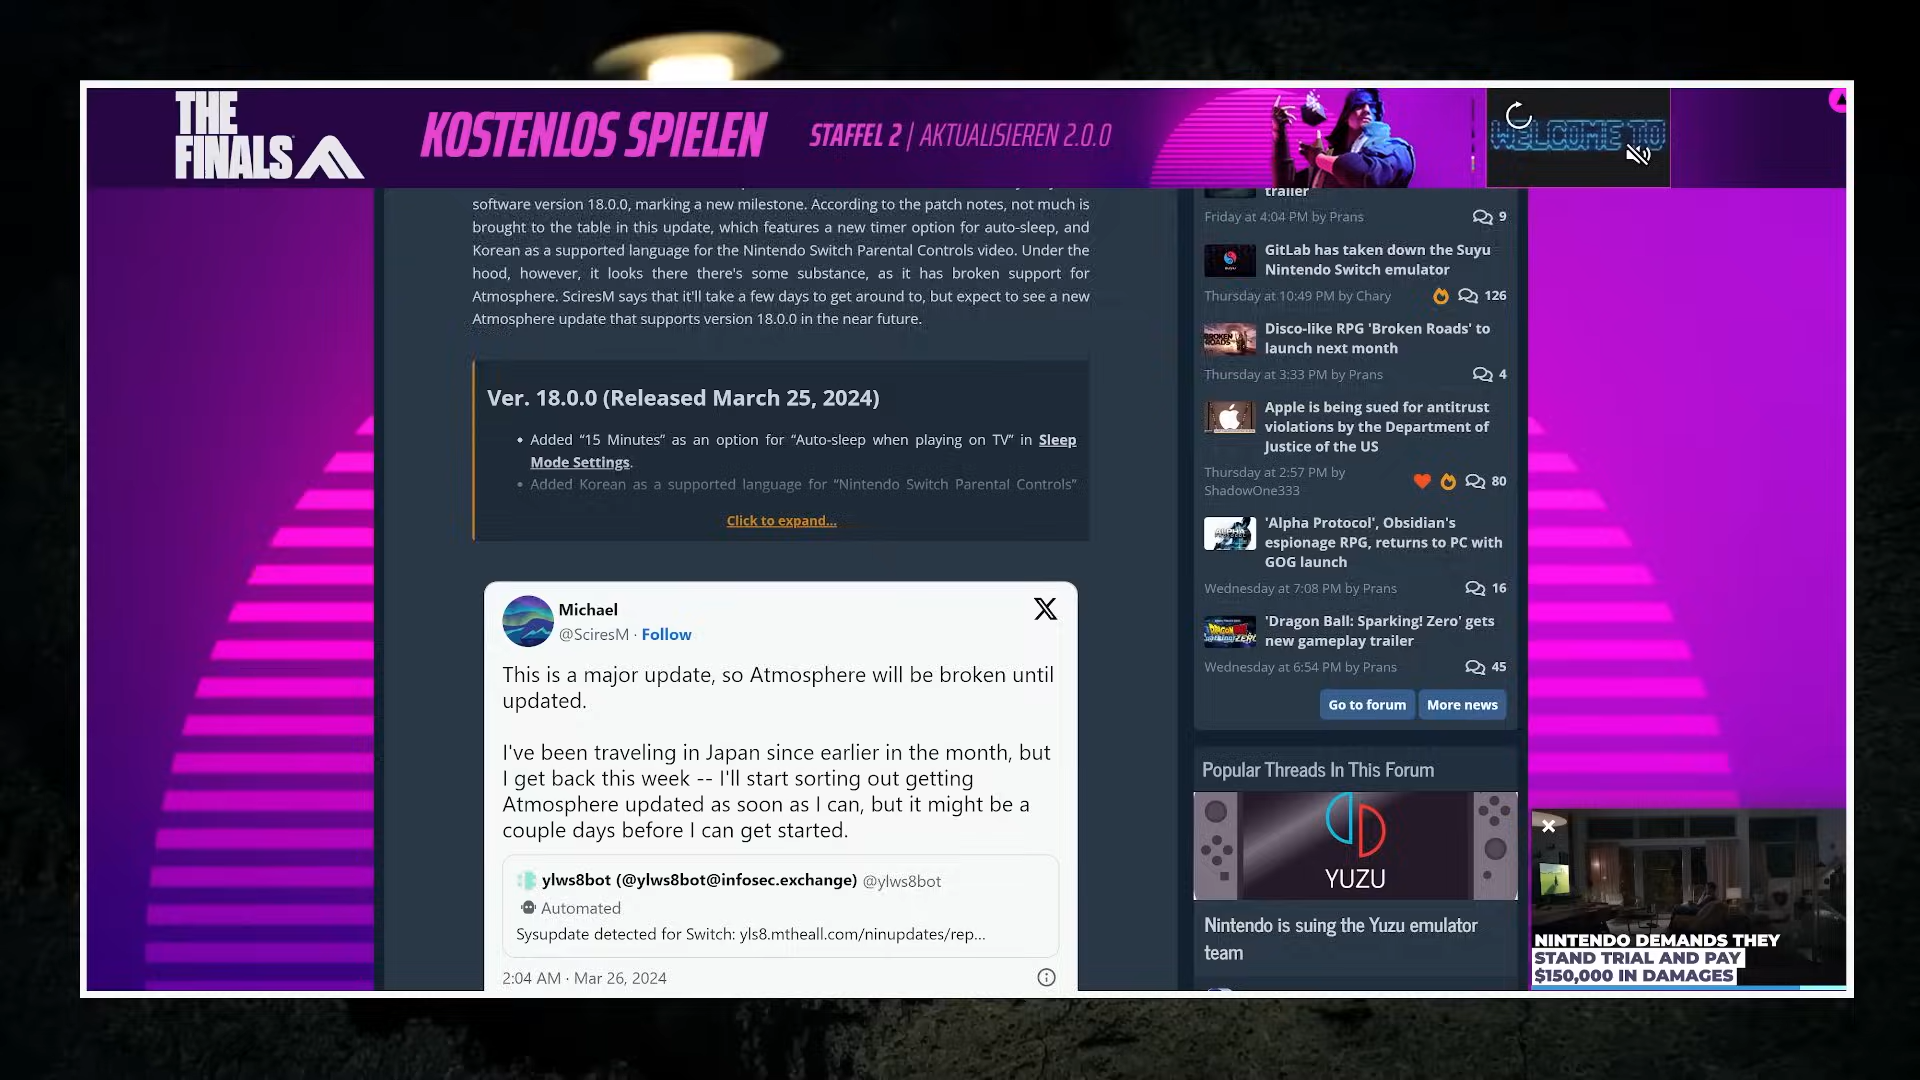 THE
FINALS
KOSTENLOS SPIELEN
STAFFEL 2 | AKTUALISIEREN 2.0.0
WELCOME TO
software version 18.0.0, marking a new milestone. According to the patch notes, not much is
brought to the table in this update, which features a new timer option for auto-sleep, and
Korean as a supported language for the Nintendo Switch Parental Controls video. Under the
hood, however, it looks there there's some substance, as it has broken support for
Atmosphere. SciresM says that it'll take a few days to get around to, but expect to see a new
Atmosphere update that supports version 18.0.0 in the near future.
Ver. 18.0.0 (Released March 25, 2024)
• Added “15 Minutes” as an option for “Auto-sleep when playing on TV” in Sleep
Mode Settings.
• Added Korean as a supported language for “Nintendo Switch Parental Controls”
Click to expand...
Michael
@SciresM · Follow
This is a major update, so Atmosphere will be broken until
updated.
I've been traveling in Japan since earlier in the month, but
I get back this week -- I'll start sorting out getting
Atmosphere updated as soon as I can, but it might be a
couple days before I can get started.
ylws8bot (@ylws8bot@infosec.exchange) @ylws8bot
Automated
Sysupdate detected for Switch: yls8.mtheall.com/ninupdates/rep...
2:04 AM · Mar 26, 2024
trailer
Friday at 4:04 PM by Prans 9
GitLab has taken down the Suyu
Nintendo Switch emulator
Thursday at 10:49 PM by Chary 126
BROKEN
ROADS
Disco-like RPG 'Broken Roads' to
launch next month
Thursday at 3:33 PM by Prans 4
Apple is being sued for antitrust
violations by the Department of
Justice of the US
Thursday at 2:57 PM by
ShadowOne333 80
ALPHA
'Alpha Protocol', Obsidian's
espionage RPG, returns to PC with
GOG launch
Wednesday at 7:08 PM by Prans 16
'Dragon Ball: Sparking! Zero' gets
new gameplay trailer
Wednesday at 6:54 PM by Prans 45
Go to forum More news
Popular Threads In This Forum
YUZU
Nintendo is suing the Yuzu emulator
team
NINTENDO DEMANDS THEY
STAND TRIAL AND PAY
$150,000 IN DAMAGES